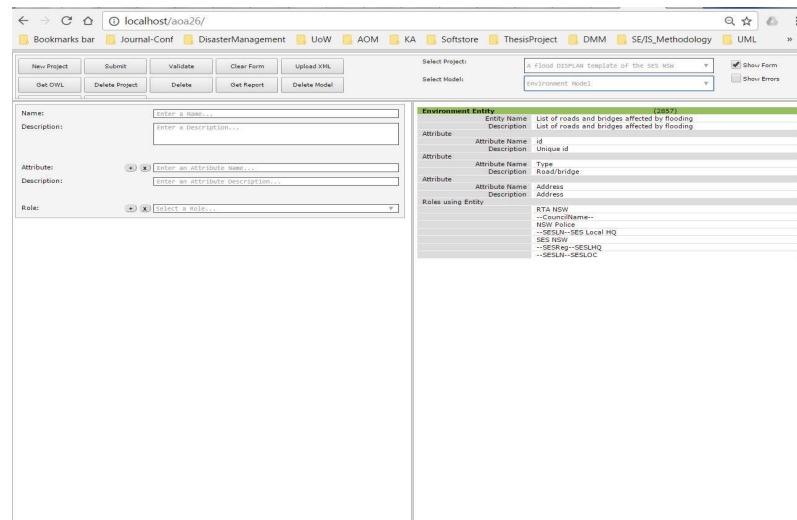 localhost/aoa26/
Bookmarks bar Journal-Conf DisasterManagement UoW AOM KA Softstore ThesisProject DMM SE/IS_Methodology UML »
New Project Submit Validate Clear Form Upload XML
Get OWL Delete Project Delete Get Report Delete Model
Select Project: A flood DISPLAN template of the SES NSW
Select Model: Environment Model
Show Form
Show Errors
Name: Enter a Name...
Description: Enter a Description...
Attribute: + x Enter an Attribute Name...
Description: Enter an Attribute Description...
Role: + x Select a Role...
Environment Entity (2857)
Entity Name List of roads and bridges affected by flooding
Description List of roads and bridges affected by flooding
Attribute
Attribute Name id
Description Unique id
Attribute
Attribute Name Type
Description Road/bridge
Attribute
Attribute Name Address
Description Address
Roles using Entity
RTA NSW
--CouncilName--
NSW Police
--SESLN--SES Local HQ
SES NSW
--SESReg--SESLHQ
--SESLN--SESLOC